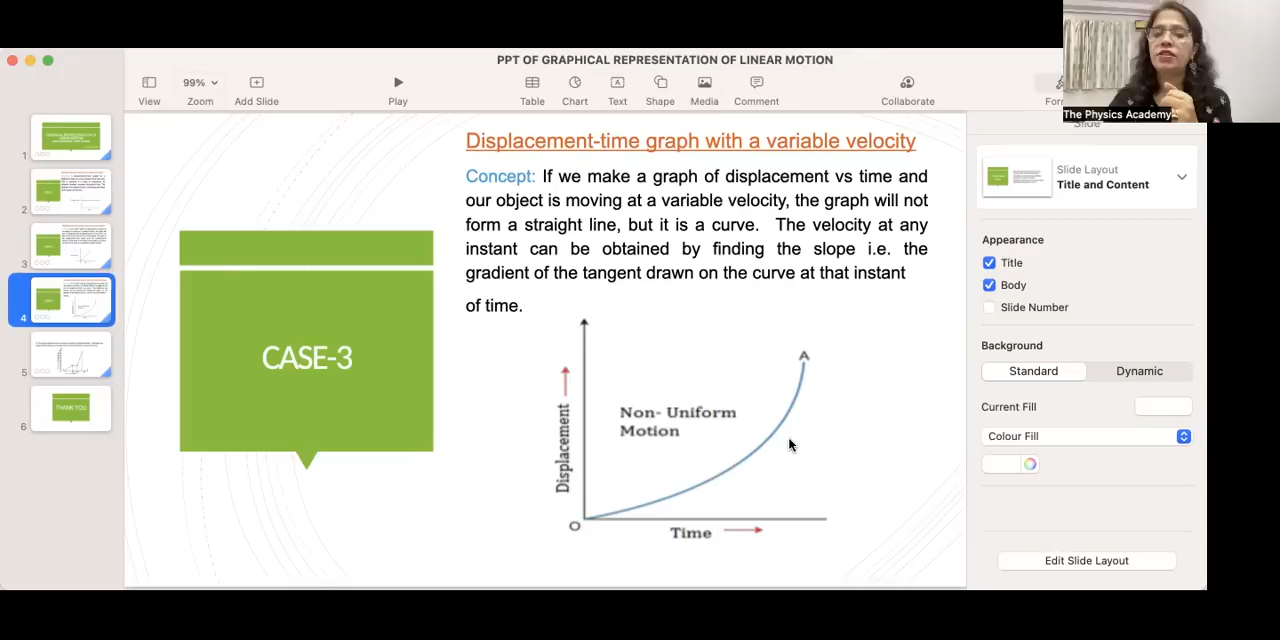 PPT OF GRAPHICAL REPRESENTATION OF LINEAR MOTION
99%
View
Zoom
Add Slide
Play
Table
Chart
Text
Shape
Media
Comment
Collaborate
The Physics Academy
Slide
1
2
3
4
5
6
THANK YOU
CASE-3
Displacement-time graph with a variable velocity
Concept: If we make a graph of displacement vs time and
our object is moving at a variable velocity, the graph will not
form a straight line, but it is a curve. The velocity at any
instant can be obtained by finding the slope i.e. the
gradient of the tangent drawn on the curve at that instant
of time.
A
Non- Uniform
Motion
Displacement
O
Time
Slide Layout
Title and Content
Appearance
Title
Body
Slide Number
Background
Standard
Dynamic
Current Fill
Colour Fill
Edit Slide Layout